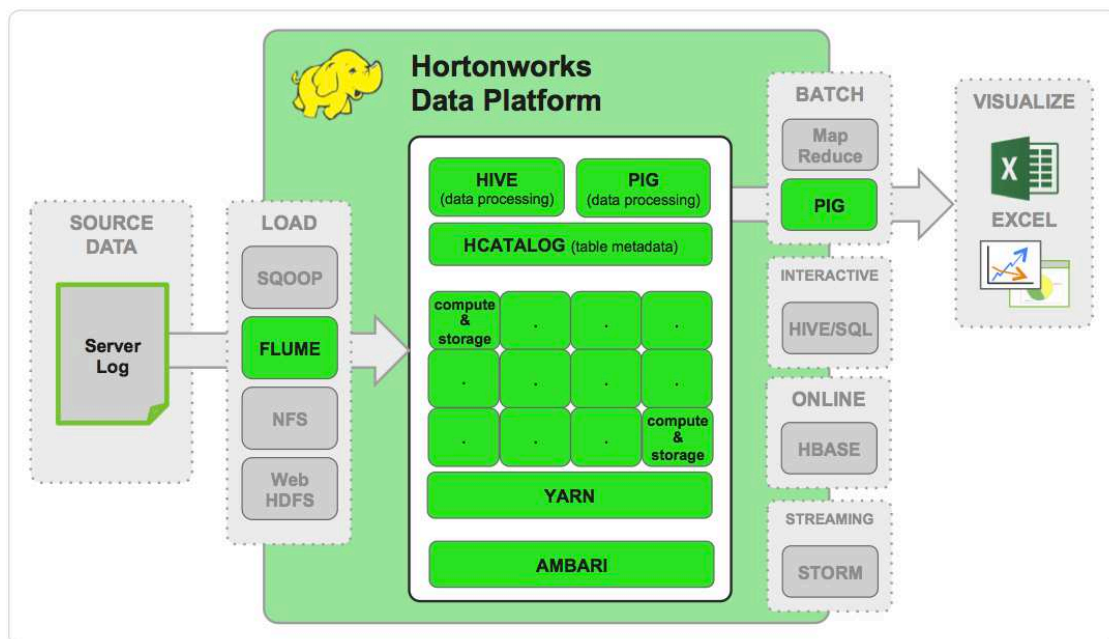 Hortonworks
Data Platform
SOURCE
DATA
Server
Log
LOAD
SQOOP
FLUME
NFS
Web
HDFS
HIVE
(data processing)
PIG
(data processing)
HCATALOG (table metadata)
compute
&
storage
. . .
. . . .
. . .
compute
&
storage
YARN
AMBARI
BATCH
Map
Reduce
PIG
INTERACTIVE
HIVE/SQL
ONLINE
HBASE
STREAMING
STORM
VISUALIZE
X
EXCEL